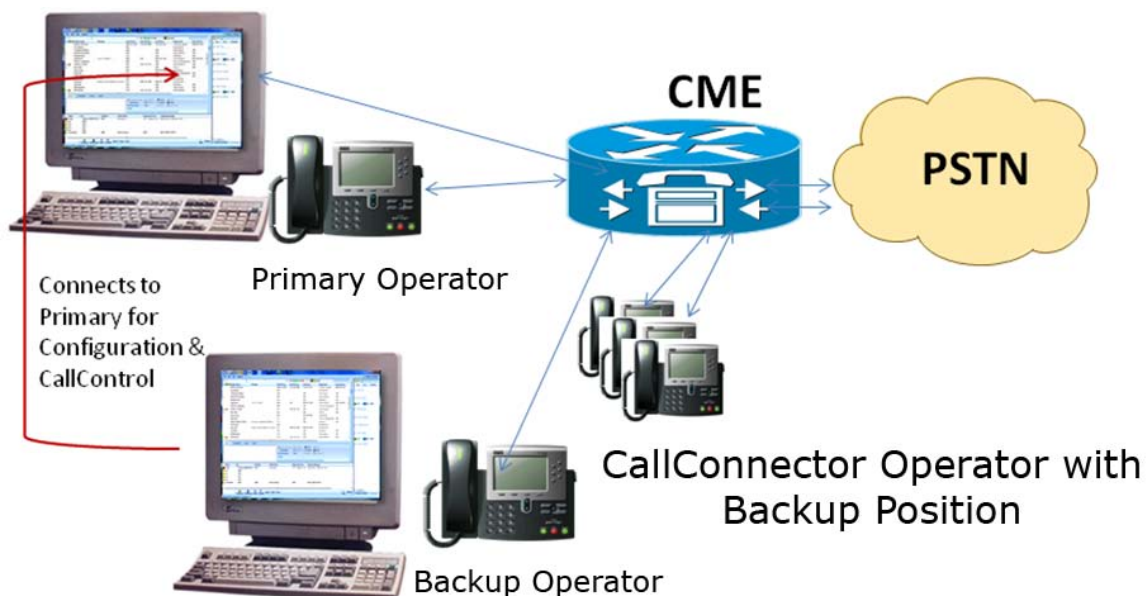 CME
PSTN
Primary Operator
Connects to
Primary for
Configuration &
CallControl
CallConnector Operator with
Backup Position
Backup Operator